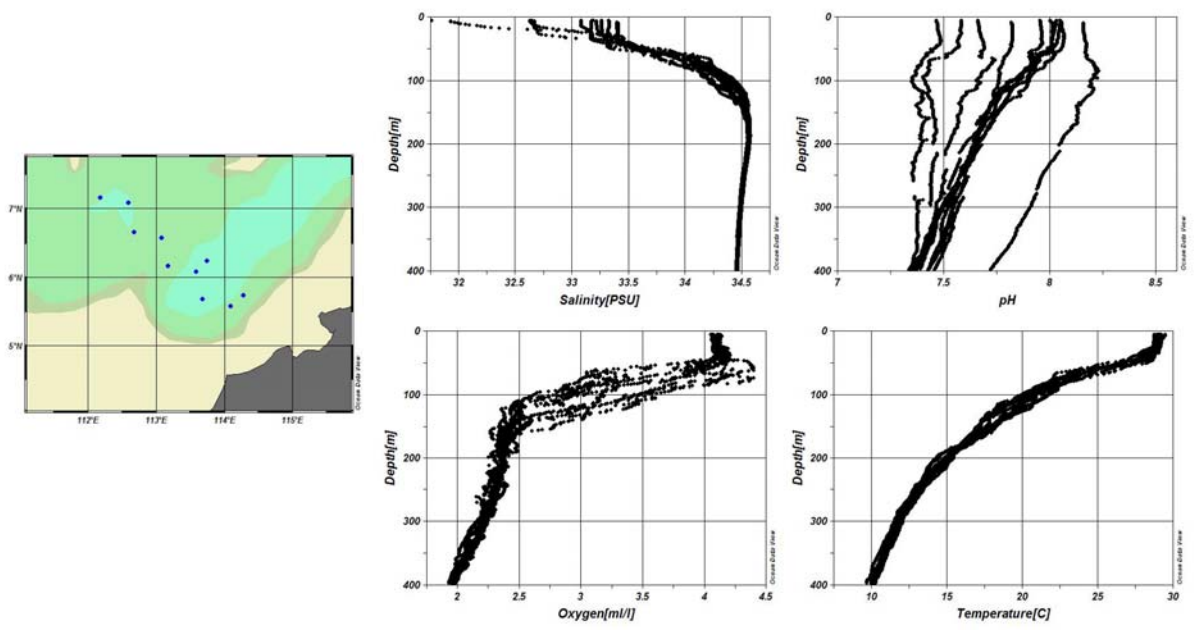 7°N
6°N
5°N
112°E
113°E
114°E
115°E
Ocean Data View
0
100
200
300
400
Depth[m]
32
32.5
33
33.5
34
34.5
Salinity[PSU]
Ocean Data View
0
100
200
300
400
Depth[m]
7
7.5
8
8.5
pH
Ocean Data View
0
100
200
300
400
Depth[m]
2
2.5
3
3.5
4
4.5
Oxygen[ml/l]
Ocean Data View
0
100
200
300
400
Depth[m]
10
15
20
25
30
Temperature[C]
Ocean Data View